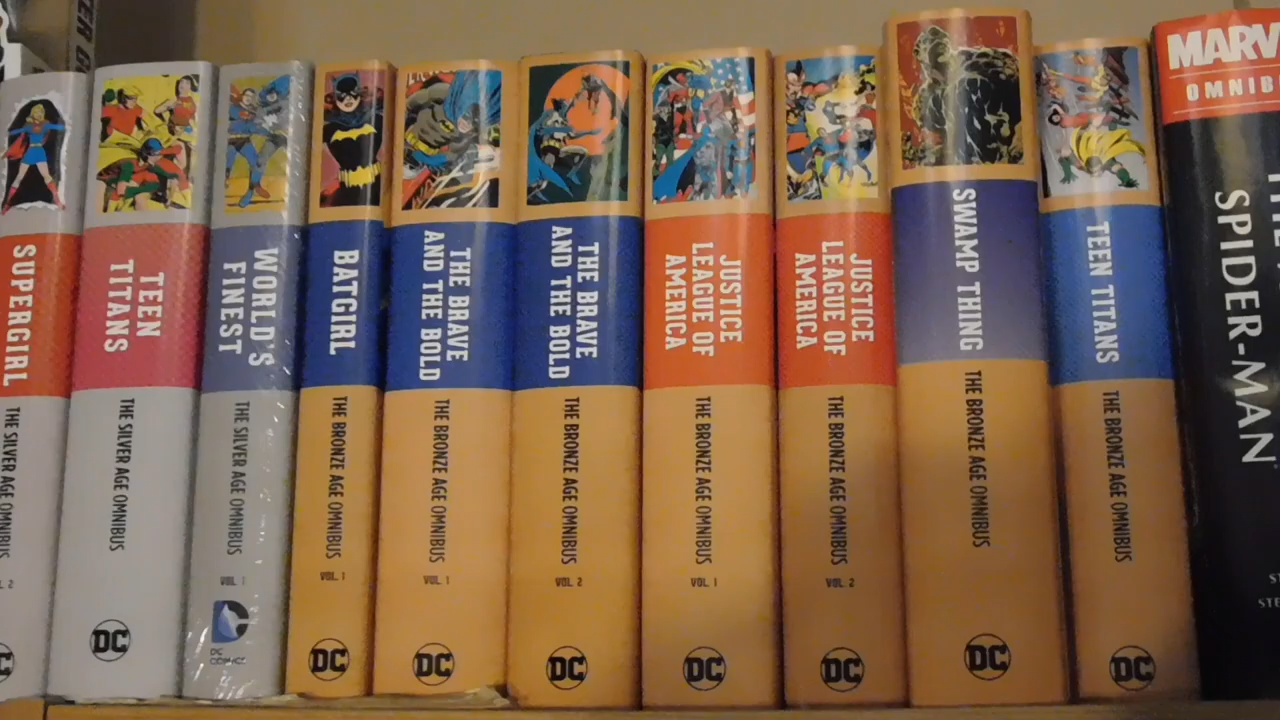 SUPERGIRL
THE SILVER AGE OMNIBUS
L. 2
TEEN
TITANS
THE SILVER AGE OMNIBUS
DC
WORLD'S
FINEST
THE SILVER AGE OMNIBUS
VOL. 1
DC
COMICS
BATGIRL
THE BRONZE AGE OMNIBUS
VOL. 1
DC
THE BRAVE
AND THE BOLD
THE BRONZE AGE OMNIBUS
VOL. 1
DC
THE BRAVE
AND THE BOLD
THE BRONZE AGE OMNIBUS
VOL. 2
DC
JUSTICE
LEAGUE OF
AMERICA
THE BRONZE AGE OMNIBUS
VOL. 1
DC
JUSTICE
LEAGUE OF
AMERICA
THE BRONZE AGE OMNIBUS
VOL. 2
DC
SWAMP THING
THE BRONZE AGE OMNIBUS
DC
TEEN TITANS
THE BRONZE AGE OMNIBUS
DC
MARV
OMNIB
SPIDER-MAN